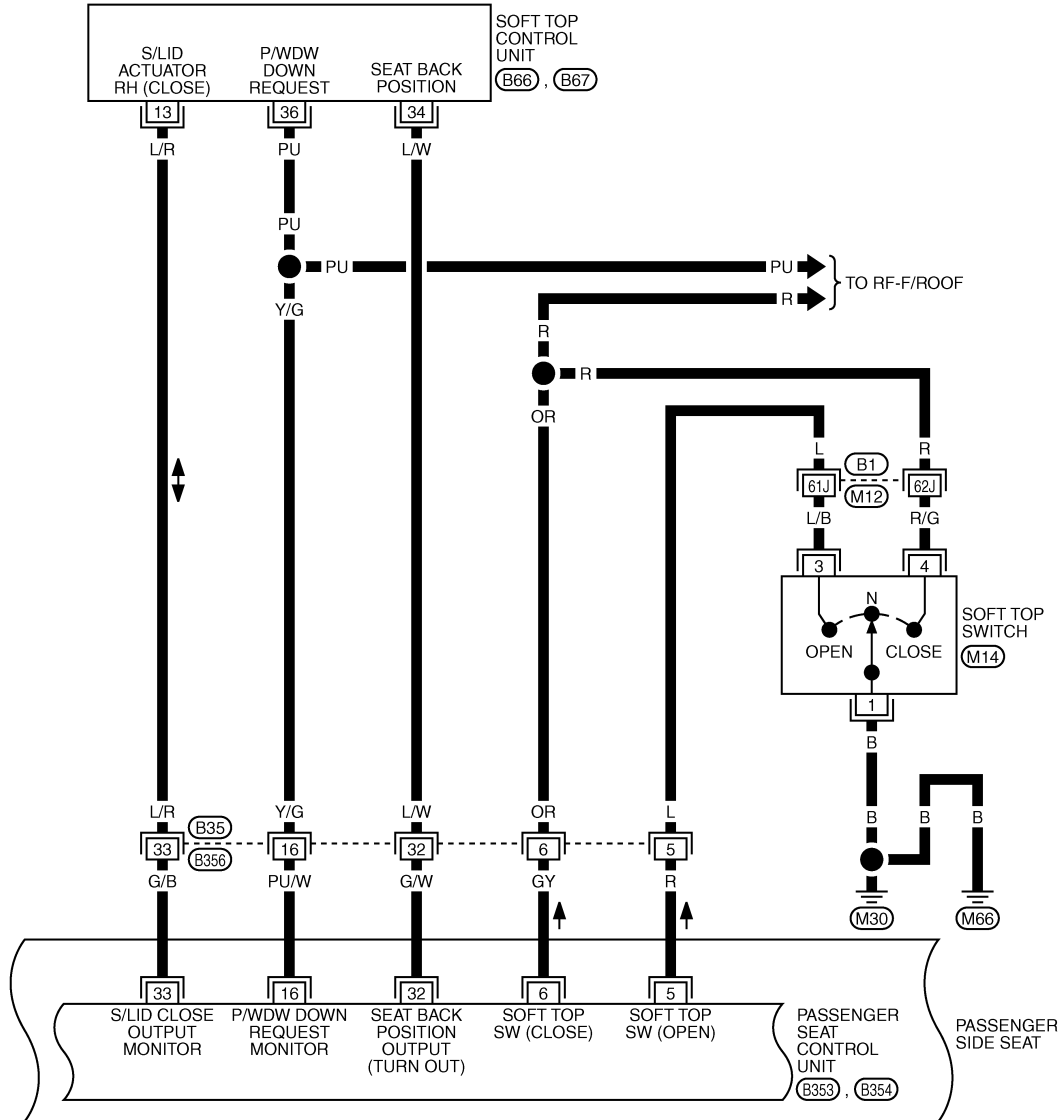 SOFT TOP
CONTROL
UNIT
B66 , B67
S/LID
ACTUATOR
RH (CLOSE)
P/WDW
DOWN
REQUEST
SEAT BACK
POSITION
13
36
34
L/R
PU
L/W
PU
PU
PU
TO RF-F/ROOF
R
Y/G
R
R
OR
L
B1
R
61J
M12
62J
L/B
R/G
3
4
N
OPEN
CLOSE
SOFT TOP
SWITCH
M14
1
B
L/R
B35
Y/G
L/W
OR
L
B
B
B
33
B356
16
32
6
5
G/B
PU/W
G/W
GY
R
M30
M66
33
16
32
6
5
S/LID CLOSE
OUTPUT
MONITOR
P/WDW DOWN
REQUEST
MONITOR
SEAT BACK
POSITION
OUTPUT
(TURN OUT)
SOFT TOP
SW (CLOSE)
SOFT TOP
SW (OPEN)
PASSENGER
SEAT
CONTROL
UNIT
B353 , B354
PASSENGER
SIDE SEAT